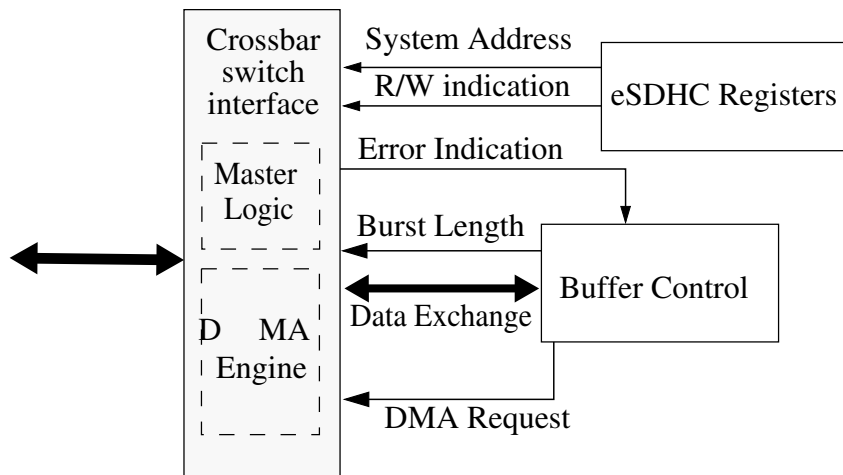 Crossbar
switch
interface
Master
Logic
D MA
Engine
System Address
R/W indication
eSDHC Registers
Error Indication
Burst Length
Buffer Control
Data Exchange
DMA Request